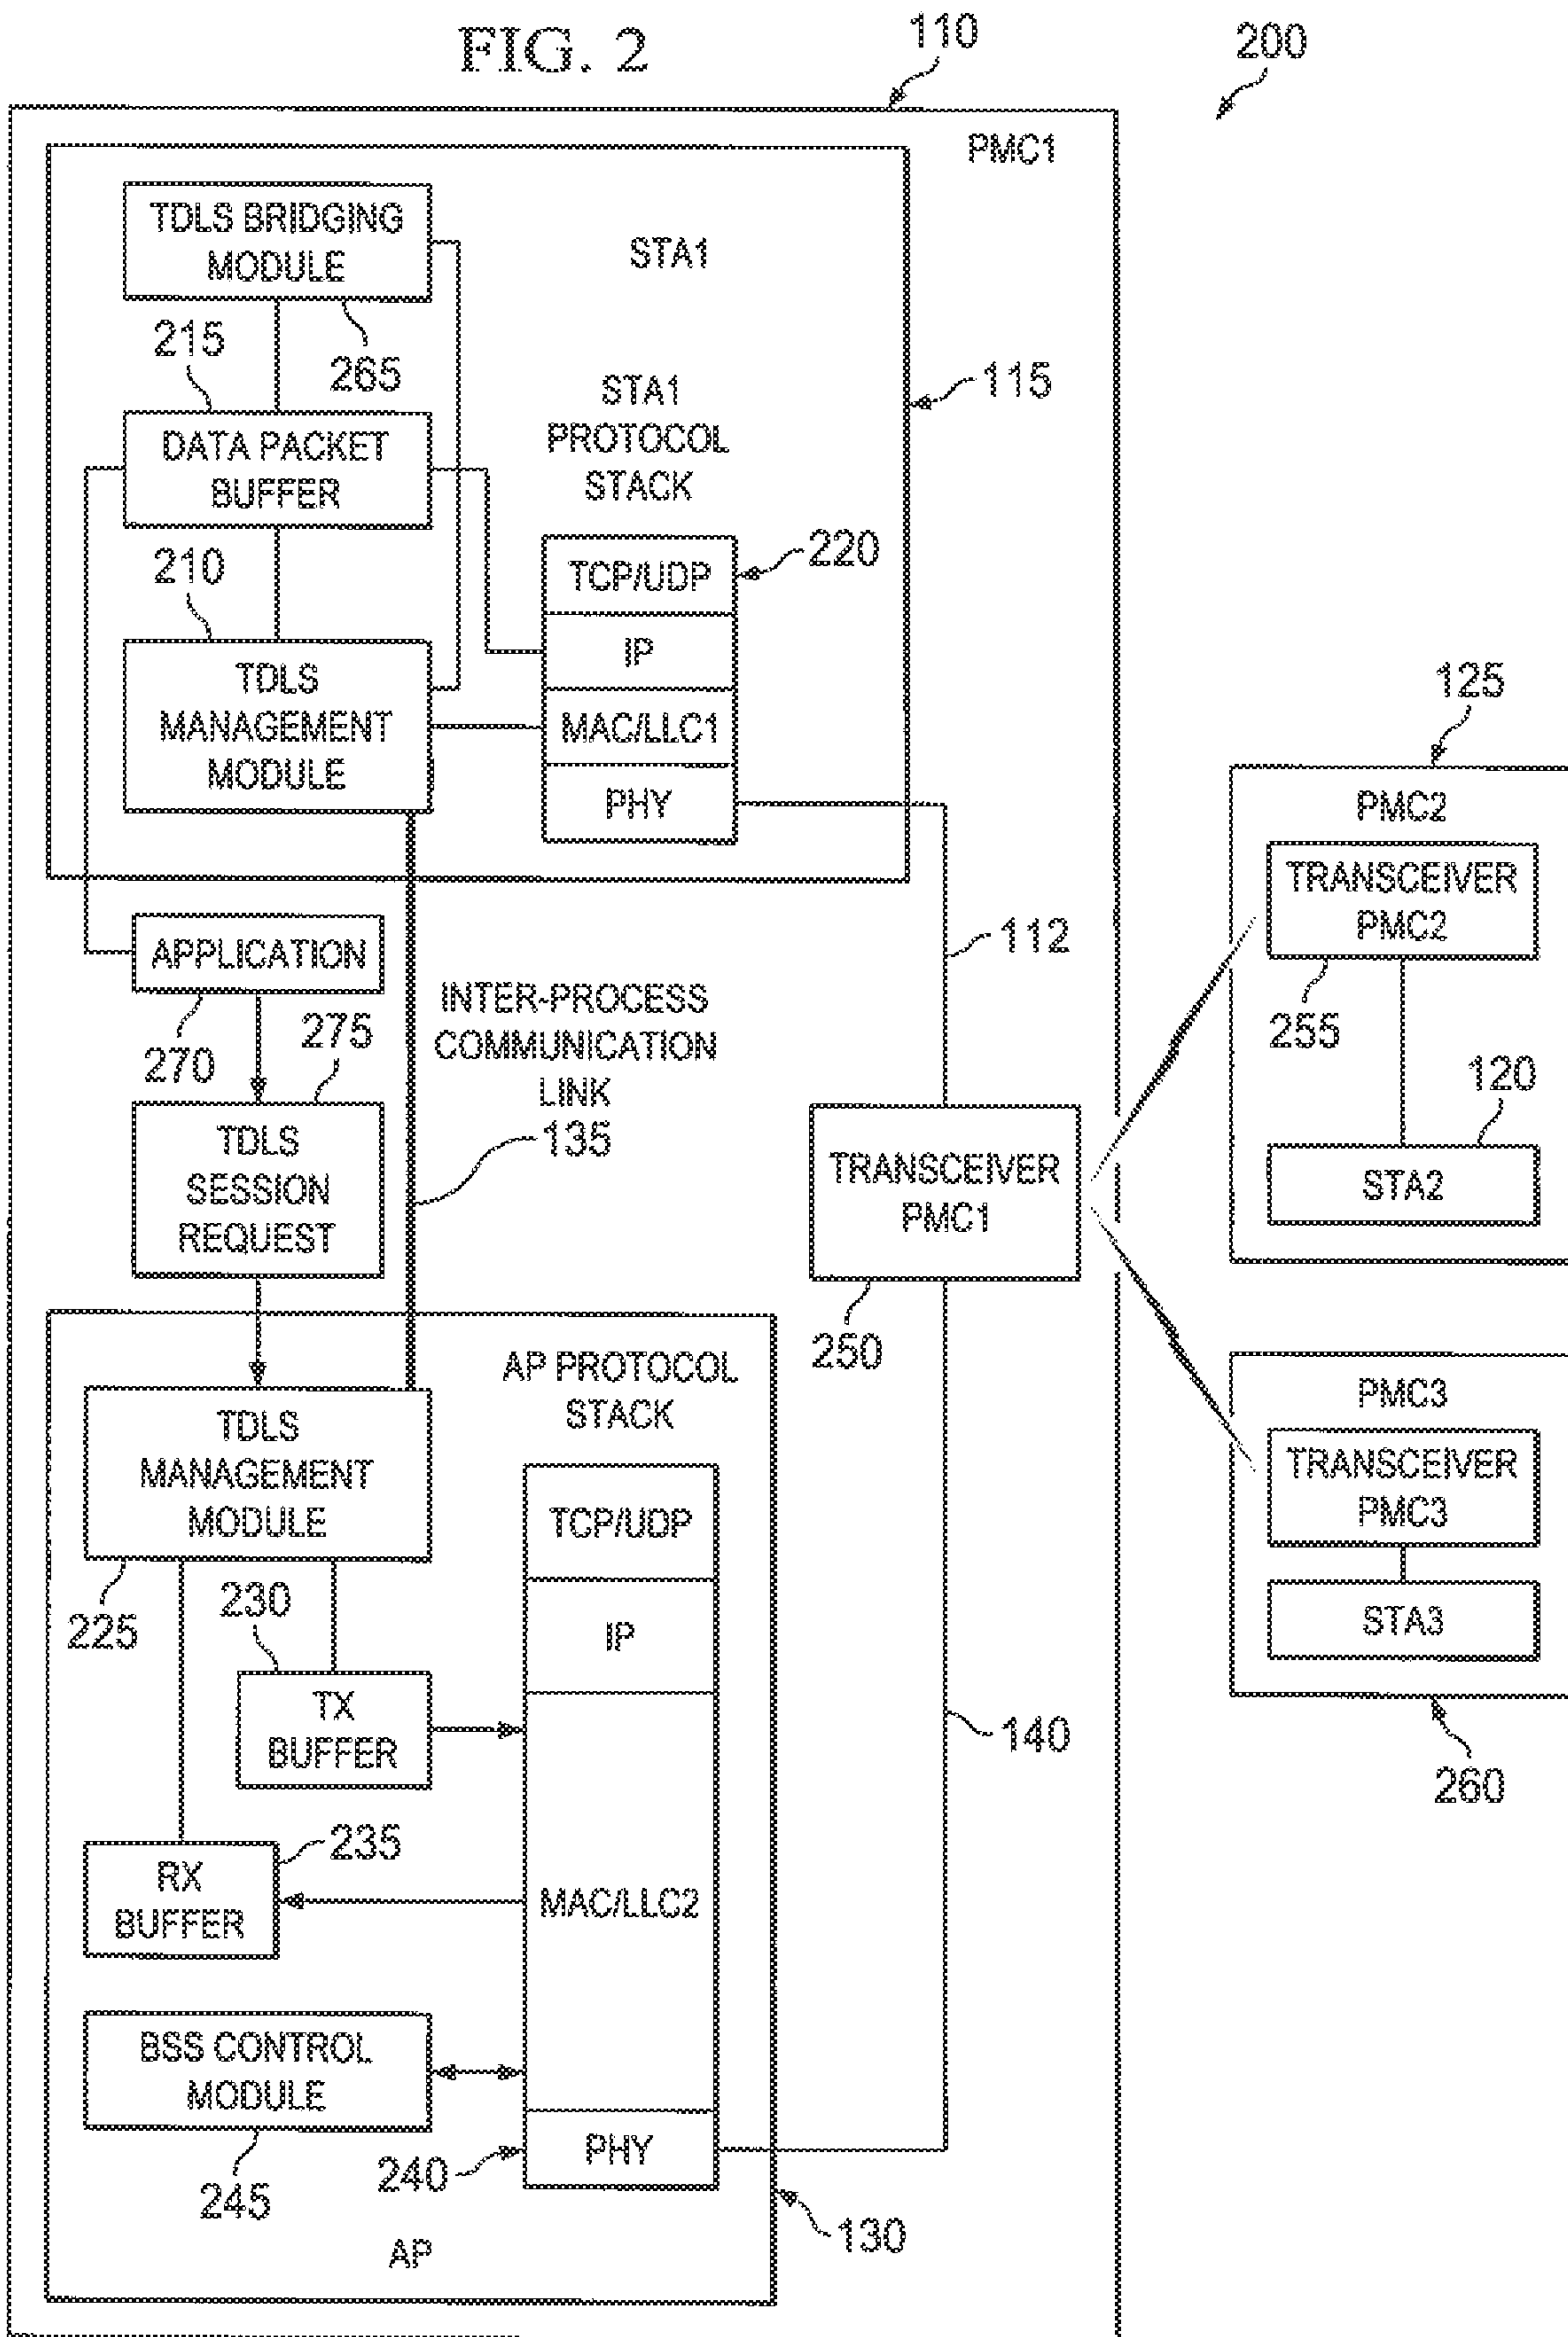 FIG. 2
110
200
PMC1
TDLS BRIDGING
MODULE
STA1
215
265
STA1
PROTOCOL
STACK
115
DATA PACKET
BUFFER
210
220
TCP/UDP
IP
MAC/LLC1
PHY
TDLS
MANAGEMENT
MODULE
125
PMC2
TRANSCEIVER
PMC2
255
120
STA2
APPLICATION
270
275
INTER-PROCESS
COMMUNICATION
LINK
135
112
TDLS
SESSION
REQUEST
TRANSCEIVER
PMC1
250
AP PROTOCOL
STACK
PMC3
TRANSCEIVER
PMC3
STA3
260
TDLS
MANAGEMENT
MODULE
225
230
TCP/UDP
IP
TX
BUFFER
140
235
RX
BUFFER
MAC/LLC2
BSS CONTROL
MODULE
245
240
PHY
130
AP